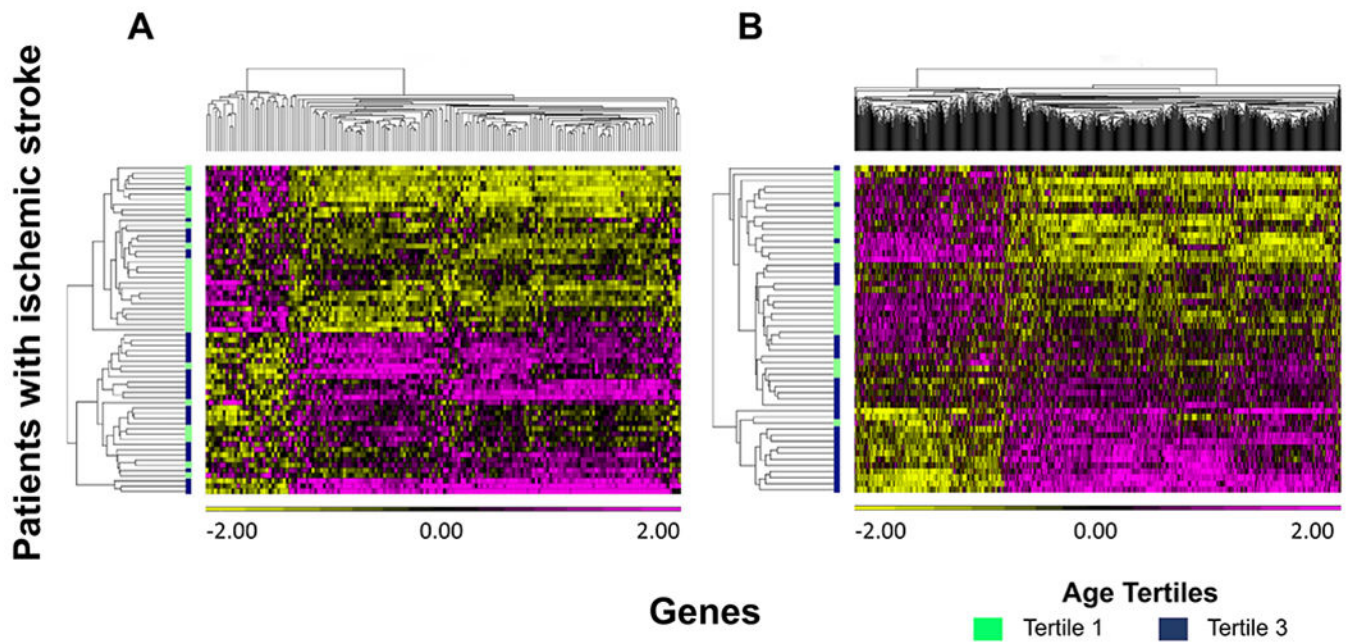 A
B
Patients with ischemic stroke
-2.00 0.00 2.00
-2.00 0.00 2.00
Genes
Age Tertiles
Tertile 1
Tertile 3